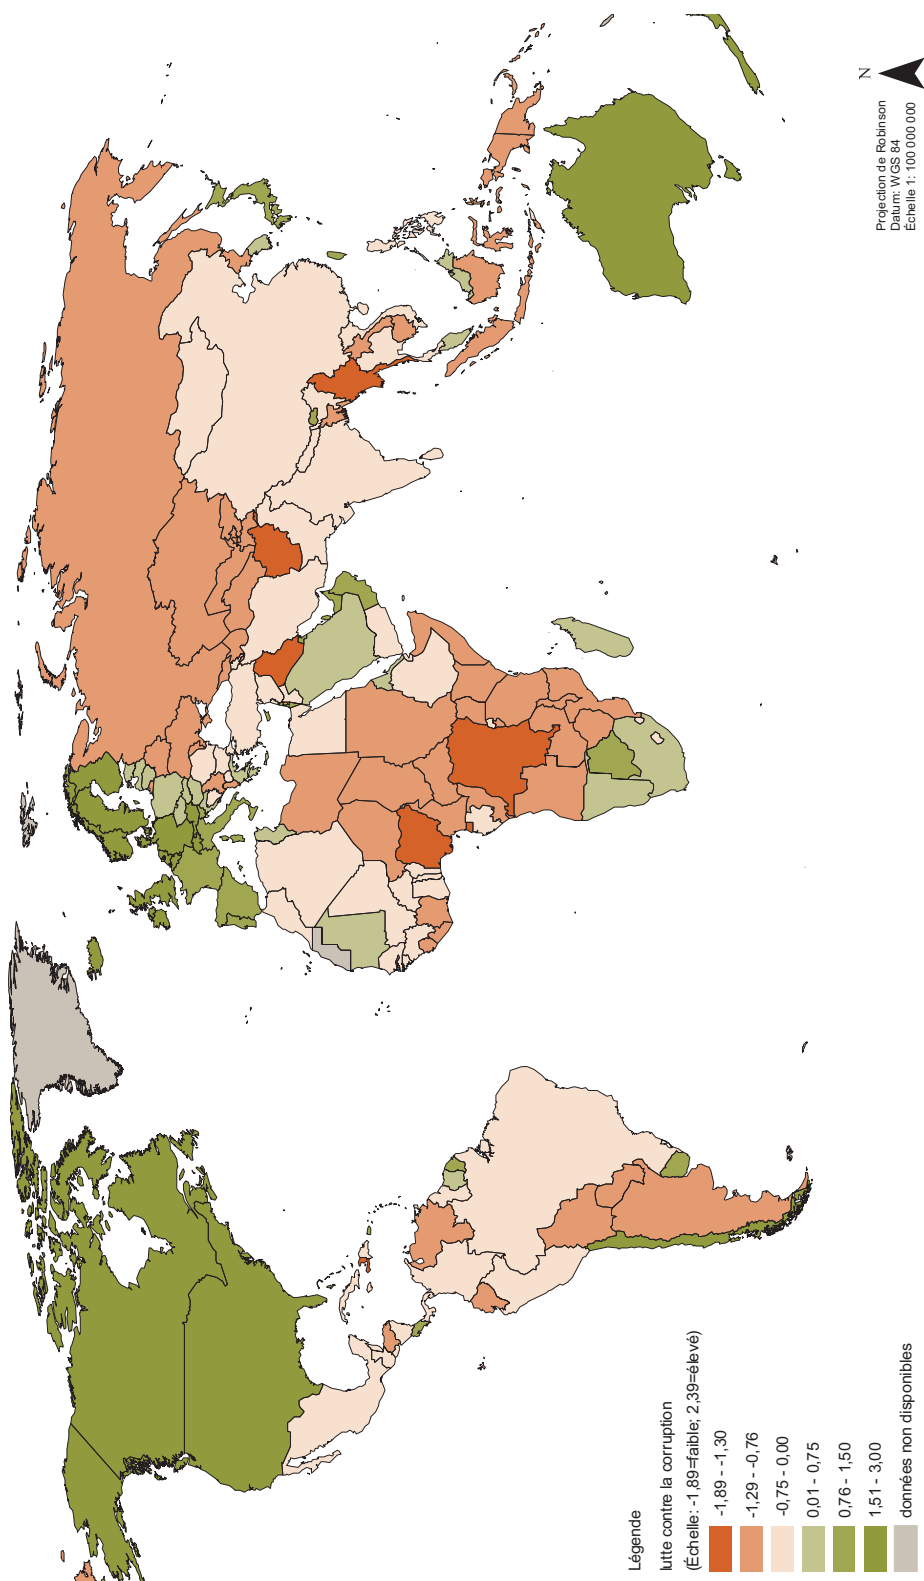 Légende
lutte contre la corruption
(Échelle: -1,89=faible; 2,39=élevé)
-1,89 - -1,30
-1,29 - -0,76
-0,75 - 0,00
0,01 - 0,75
0,76 - 1,50
1,51 - 3,00
données non disponibles
N
Projection de Robinson
Datum: WGS 84
Échelle 1: 100 000 000